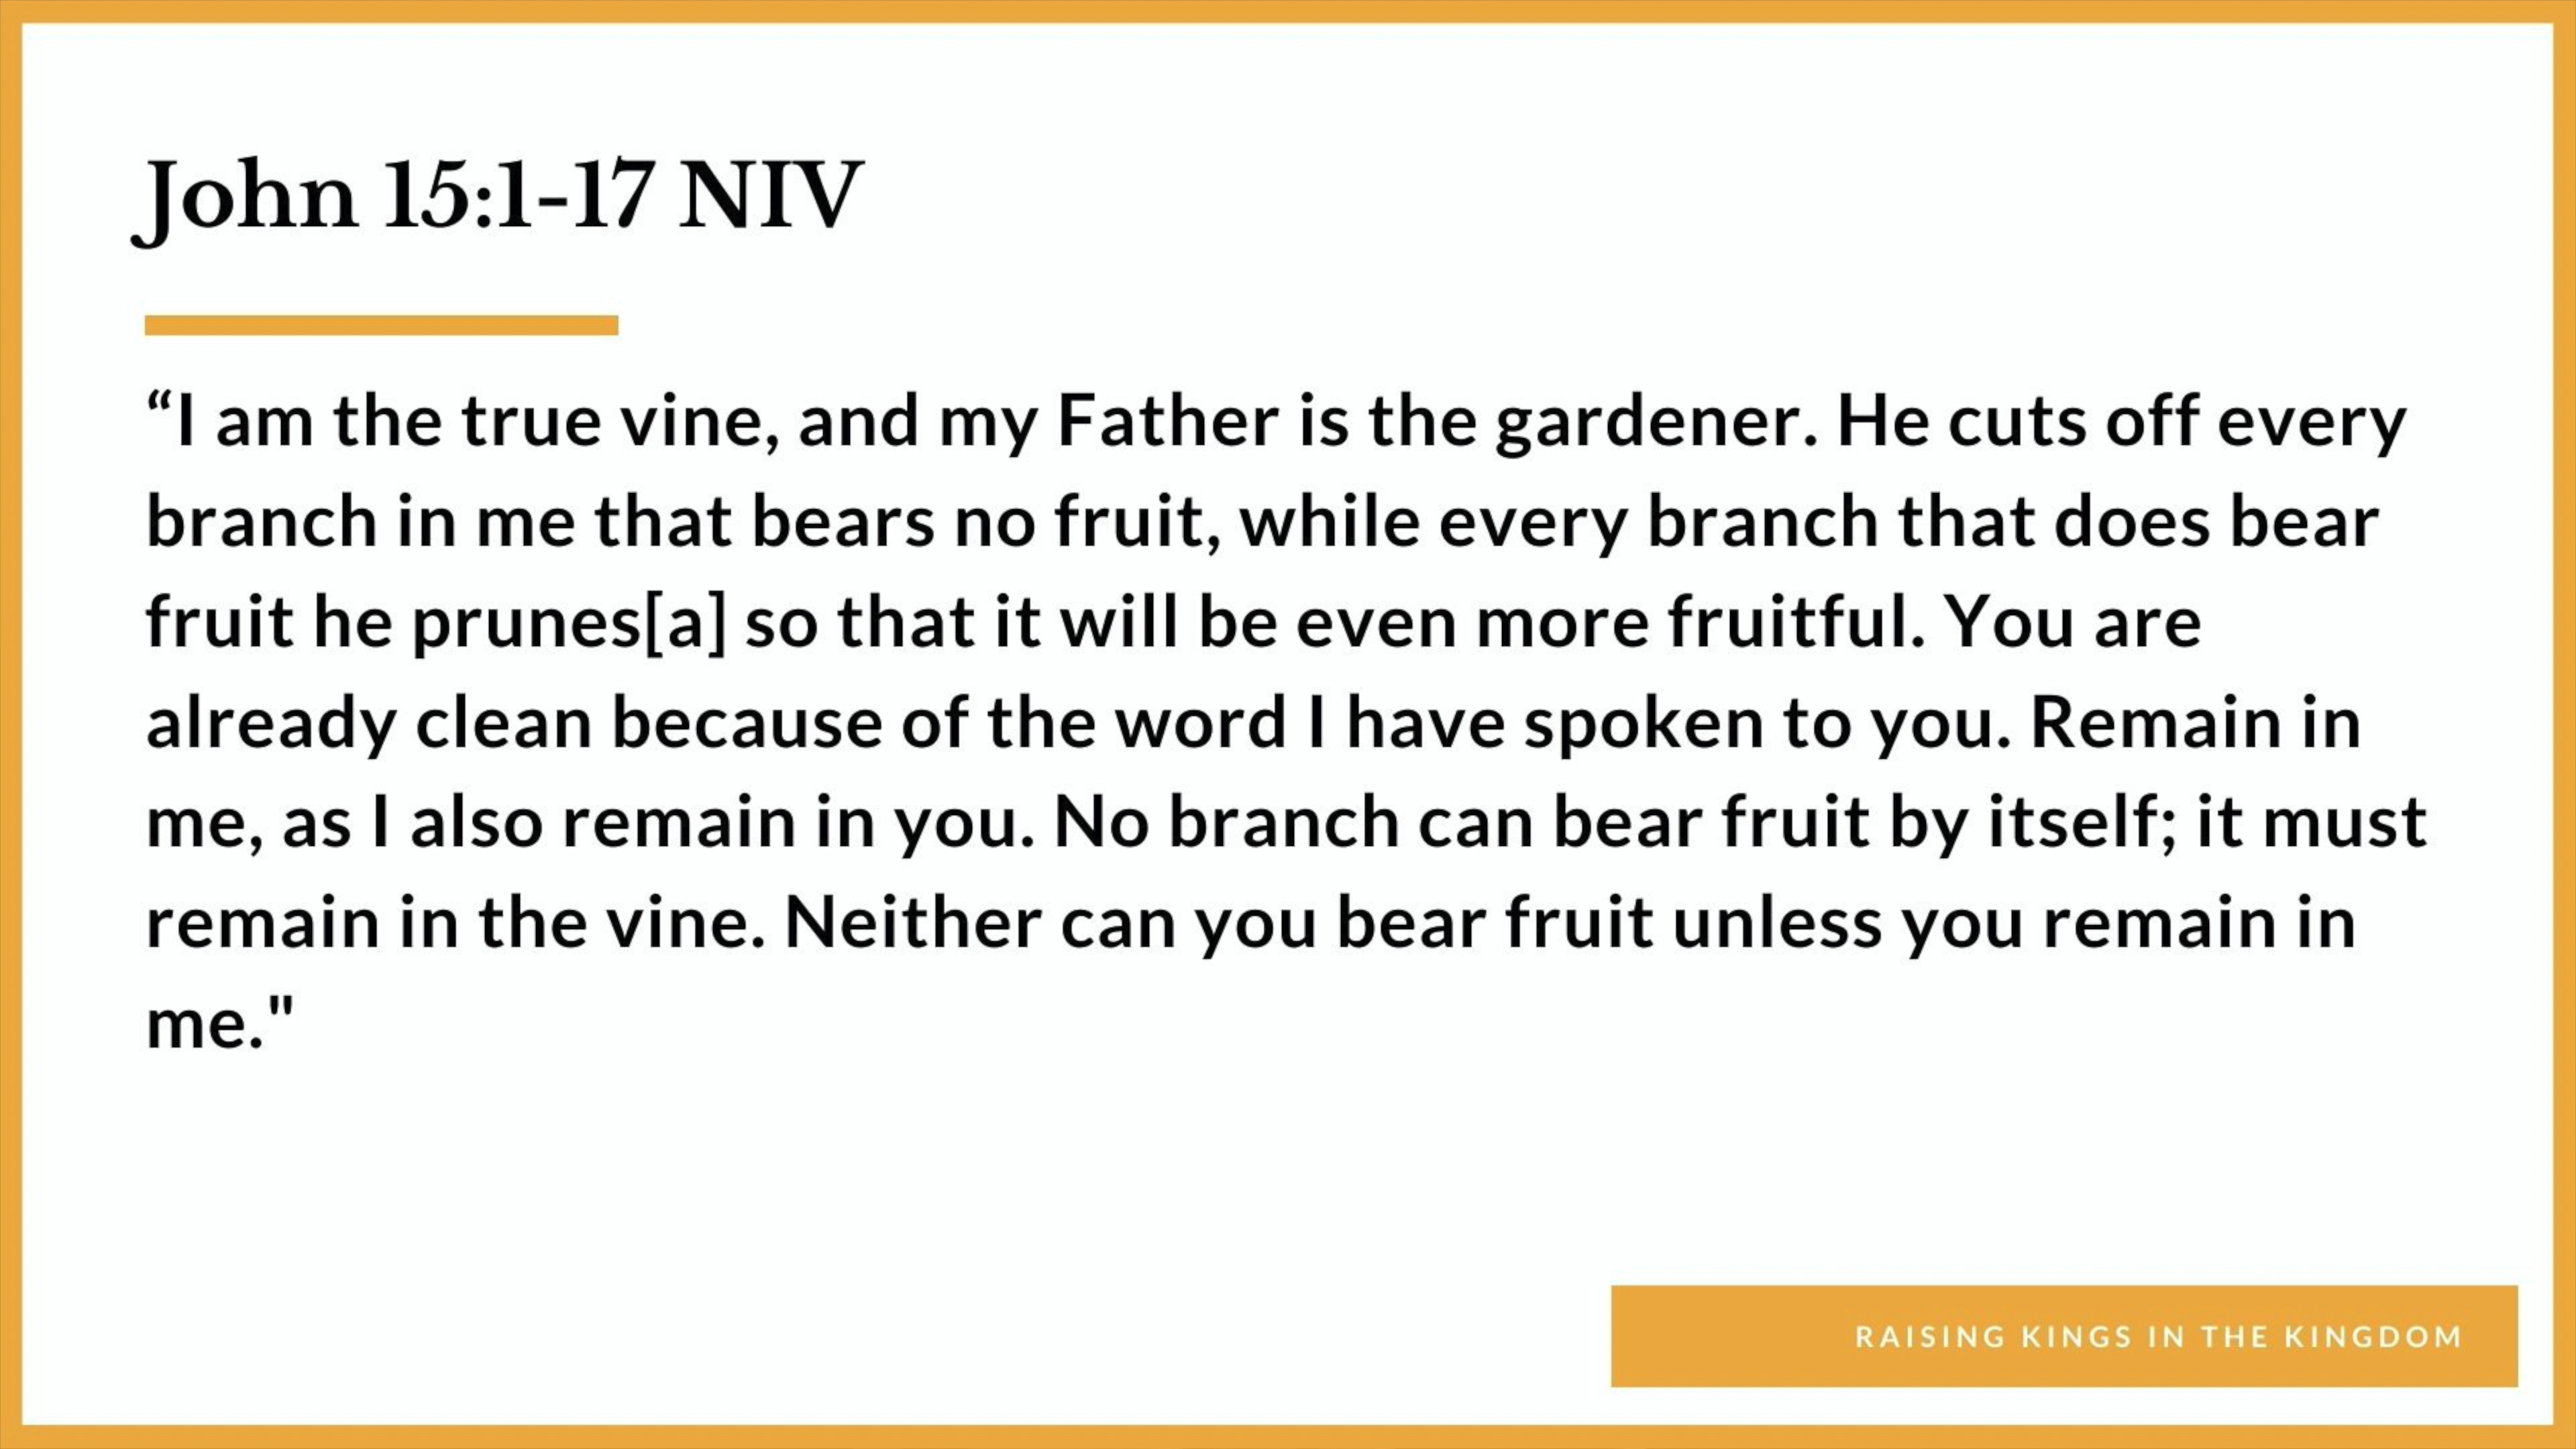 John 15:1-17 NIV
“I am the true vine, and my Father is the gardener. He cuts off every
branch in me that bears no fruit, while every branch that does bear
fruit he prunes[a] so that it will be even more fruitful. You are
already clean because of the word I have spoken to you. Remain in
me, as I also remain in you. No branch can bear fruit by itself; it must
remain in the vine. Neither can you bear fruit unless you remain in
me."
RAISING KINGS IN THE KINGDOM